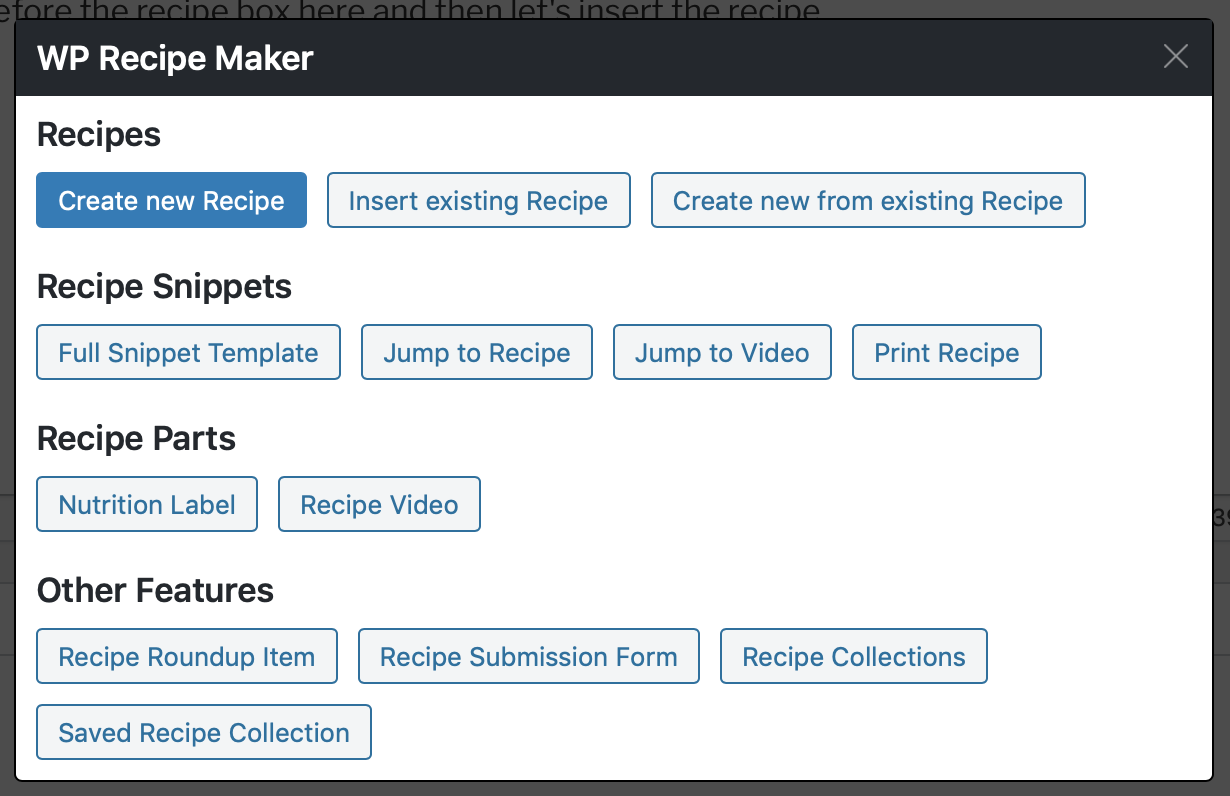 before the recipe box here and then let's insert the recipe
WP Recipe Maker
Recipes
Create new Recipe Insert existing Recipe Create new from existing Recipe
Recipe Snippets
Full Snippet Template Jump to Recipe Jump to Video Print Recipe
Recipe Parts
Nutrition Label Recipe Video
Other Features
Recipe Roundup Item Recipe Submission Form Recipe Collections
Saved Recipe Collection